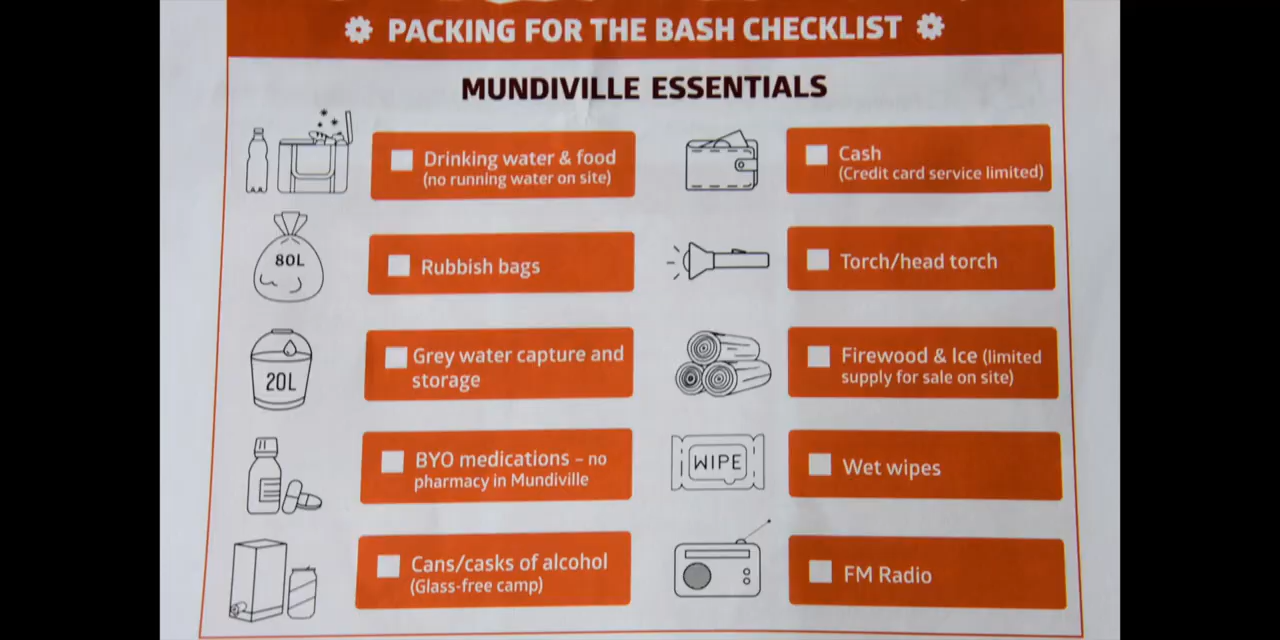 PACKING FOR THE BASH CHECKLIST
MUNDIVILLE ESSENTIALS
Drinking water & food
(no running water on site)
80L
Rubbish bags
20L
Grey water capture and
storage
BYO medications – no
pharmacy in Mundiville
Cans/casks of alcohol
(Glass-free camp)
Cash
(Credit card service limited)
Torch/head torch
Firewood & Ice (limited
supply for sale on site)
WIPE
Wet wipes
FM Radio